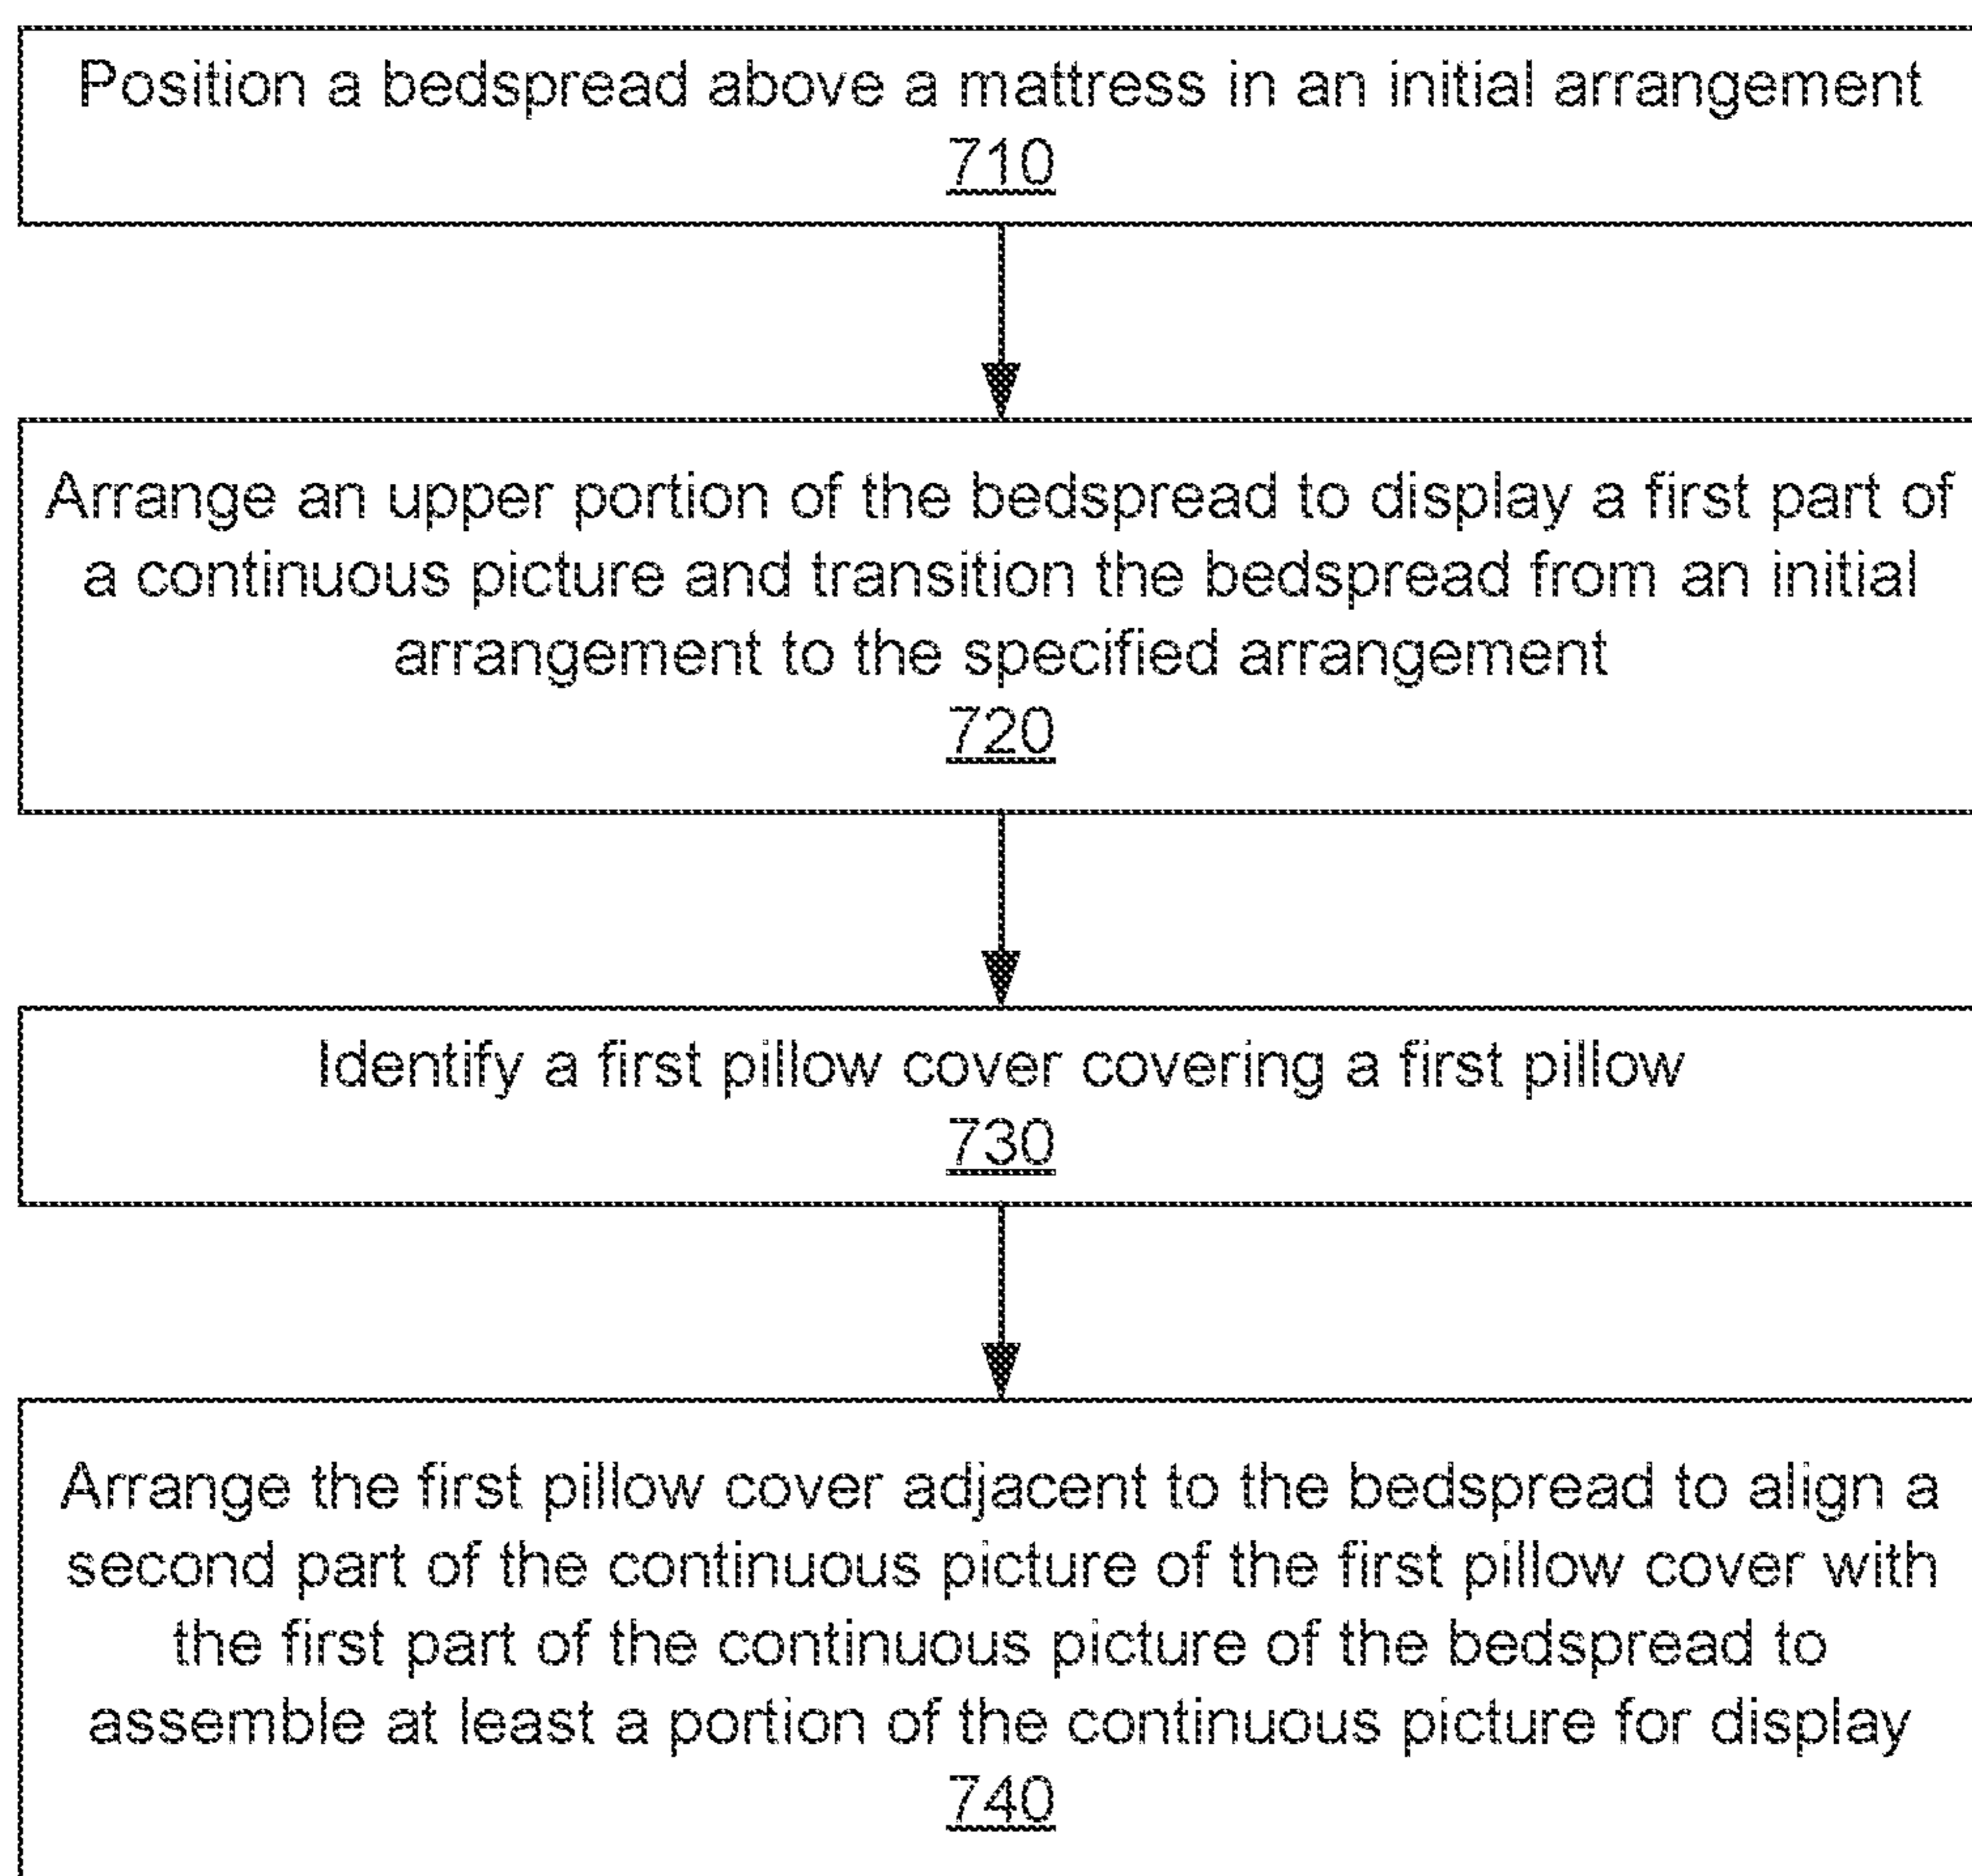 Position a bedspread above a mattress in an initial arrangement
710
Arrange an upper portion of the bedspread to display a first part of
a continuous picture and transition the bedspread from an initial
arrangement to the specified arrangement
720
Identify a first pillow cover covering a first pillow
730
Arrange the first pillow cover adjacent to the bedspread to align a
second part of the continuous picture of the first pillow cover with
the first part of the continuous picture of the bedspread to
assemble at least a portion of the continuous picture for display
740